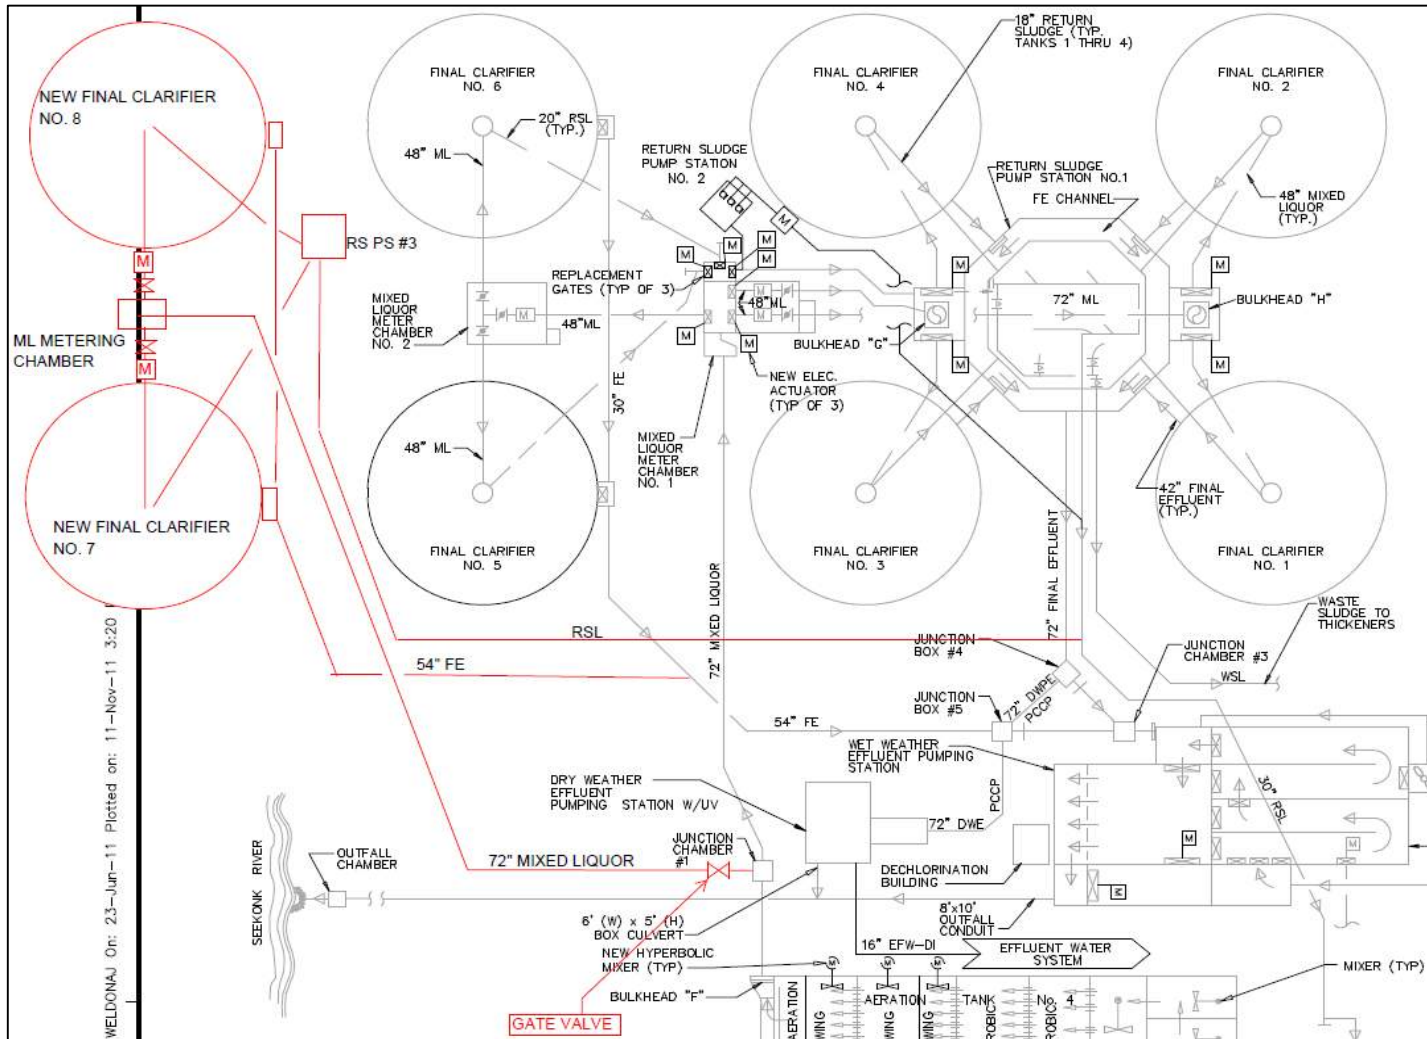 NEW FINAL CLARIFIER
NO. 8
FINAL CLARIFIER
NO. 6
20" RSL
(TYP.)
48" ML
RETURN SLUDGE
PUMP STATION
NO. 2
FINAL CLARIFIER
NO. 4
18" RETURN
SLUDGE (TYP.
TANKS 1 THRU 4)
FINAL CLARIFIER
NO. 2
RETURN SLUDGE
PUMP STATION NO.1
FE CHANNEL
48" MIXED
LIQUOR
(TYP.)
RS PS #3
M
M
M
M
M
M
M
M
M
REPLACEMENT
GATES (TYP OF 3)
MIXED
LIQUOR
METER
CHAMBER
NO. 2
M
48"ML
48"ML
M
M
72" ML
BULKHEAD "H"
BULKHEAD "G"
ML METERING
CHAMBER
M
M
M
M
M
NEW ELEC.
ACTUATOR
(TYP OF 3)
30" FE
48" ML
MIXED
LIQUOR
METER
CHAMBER
NO. 1
42" FINAL
EFFLUENT
(TYP.)
NEW FINAL CLARIFIER
NO. 7
FINAL CLARIFIER
NO. 5
FINAL CLARIFIER
NO. 3
FINAL CLARIFIER
NO. 1
72" MIXED LIQUOR
72" FINAL EFFLUENT
WASTE
SLUDGE TO
THICKENERS
RSL
54" FE
JUNCTION
BOX #4
JUNCTION
CHAMBER #3
WSL
72" DWPE
PCCP
JUNCTION
BOX #5
54" FE
WET WEATHER
EFFLUENT PUMPING
STATION
DRY WEATHER
EFFLUENT
PUMPING STATION W/UV
PCCP
30" RSL
72" DWE
M
M
JUNCTION
CHAMBER
#1
72" MIXED LIQUOR
OUTFALL
CHAMBER
SEEKONK RIVER
DECHLORINATION
BUILDING
M
8'x10'
OUTFALL
CONDUIT
6' (W) x 5' (H)
BOX CULVERT
NEW HYPERBOLIC
MIXER (TYP)
16" EFW-DI
EFFLUENT WATER
SYSTEM
M
M
M
MIXER (TYP)
BULKHEAD "F"
GATE VALVE
AERATION
AERATION TANK No. 4
WING
WING
WING
ROBIC
ROBIC
WELDONAJ On: 23-Jun-11 Plotted on: 11-Nov-11 3:20